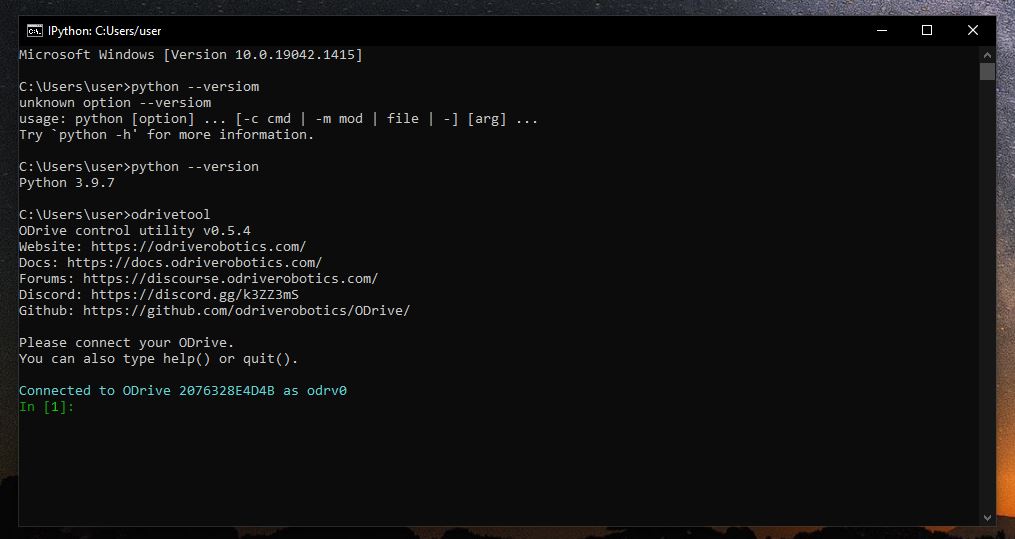 IPython: C:Users/user
Microsoft Windows [Version 10.0.19042.1415]
C:\Users\user>python --versiom
unknown option --versiom
usage: python [option] ... [-c cmd | -m mod | file | -] [arg] ...
Try `python -h' for more information.
C:\Users\user>python --version
Python 3.9.7
C:\Users\user>odrivetool
ODrive control utility v0.5.4
Website: https://odriverobotics.com/
Docs: https://docs.odriverobotics.com/
Forums: https://discourse.odriverobotics.com/
Discord: https://discord.gg/k3ZZ3mS
Github: https://github.com/odriverobotics/ODrive/
Please connect your ODrive.
You can also type help() or quit().
Connected to ODrive 2076328E4D4B as odrv0
In [1]: